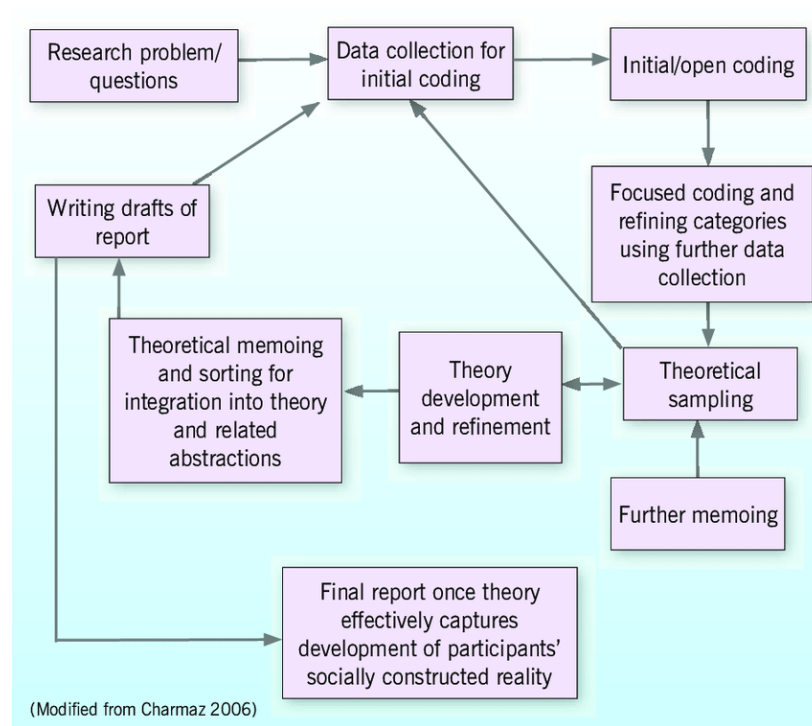 Research problem/
questions
Data collection for
initial coding
Initial/open coding
Writing drafts of
report
Focused coding and
refining categories
using further data
collection
Theoretical memoing
and sorting for
integration into theory
and related
abstractions
Theory
development
and refinement
Theoretical
sampling
Further memoing
Final report once theory
effectively captures
development of participants’
socially constructed reality
(Modified from Charmaz 2006)